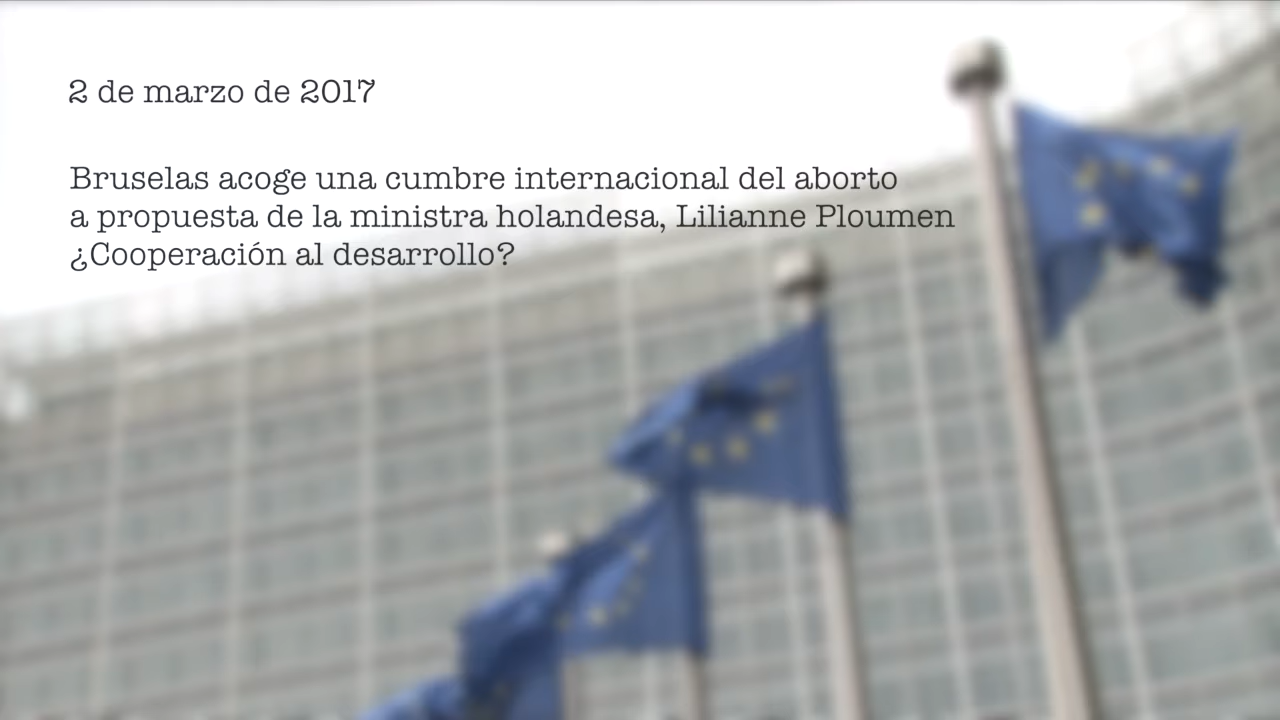 2 de marzo de 2017
Bruselas acoge una cumbre internacional del aborto
a propuesta de la ministra holandesa, Lilianne Ploumen
¿Cooperación al desarrollo?